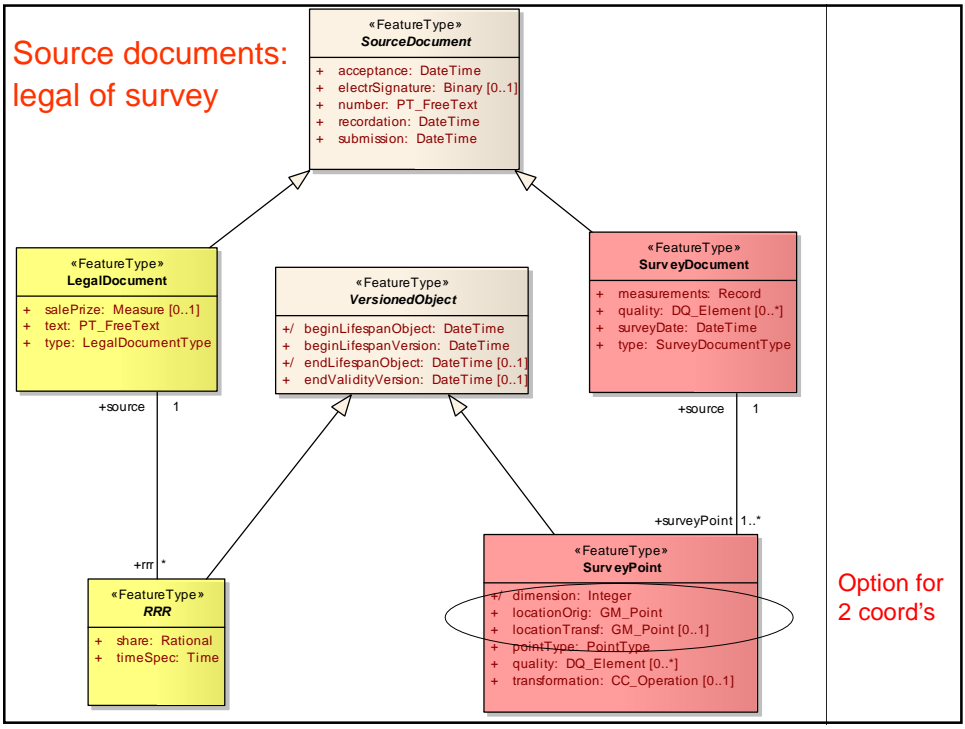 Source documents:
legal of survey
«FeatureType»
SourceDocument
+ acceptance: DateTime
+ electrSignature: Binary [0..1]
+ number: PT_FreeText
+ recordation: DateTime
+ submission: DateTime
«FeatureType»
LegalDocument
+ salePrize: Measure [0..1]
+ text: PT_FreeText
+ type: LegalDocumentType
«FeatureType»
VersionedObject
+/ beginLifespanObject: DateTime
+ beginLifespanVersion: DateTime
+/ endLifespanObject: DateTime [0..1]
+ endValidityVersion: DateTime [0..1]
«FeatureType»
SurveyDocument
+ measurements: Record
+ quality: DQ_Element [0..*]
+ surveyDate: DateTime
+ type: SurveyDocumentType
+source 1
+source 1
+surveyPoint 1..*
+rrr *
«FeatureType»
RRR
+ share: Rational
+ timeSpec: Time
«FeatureType»
SurveyPoint
+/ dimension: Integer
+ locationOrig: GM_Point
+ locationTransf: GM_Point [0..1]
+ pointType: PointType
+ quality: DQ_Element [0..*]
+ transformation: CC_Operation [0..1]
Option for
2 coord's